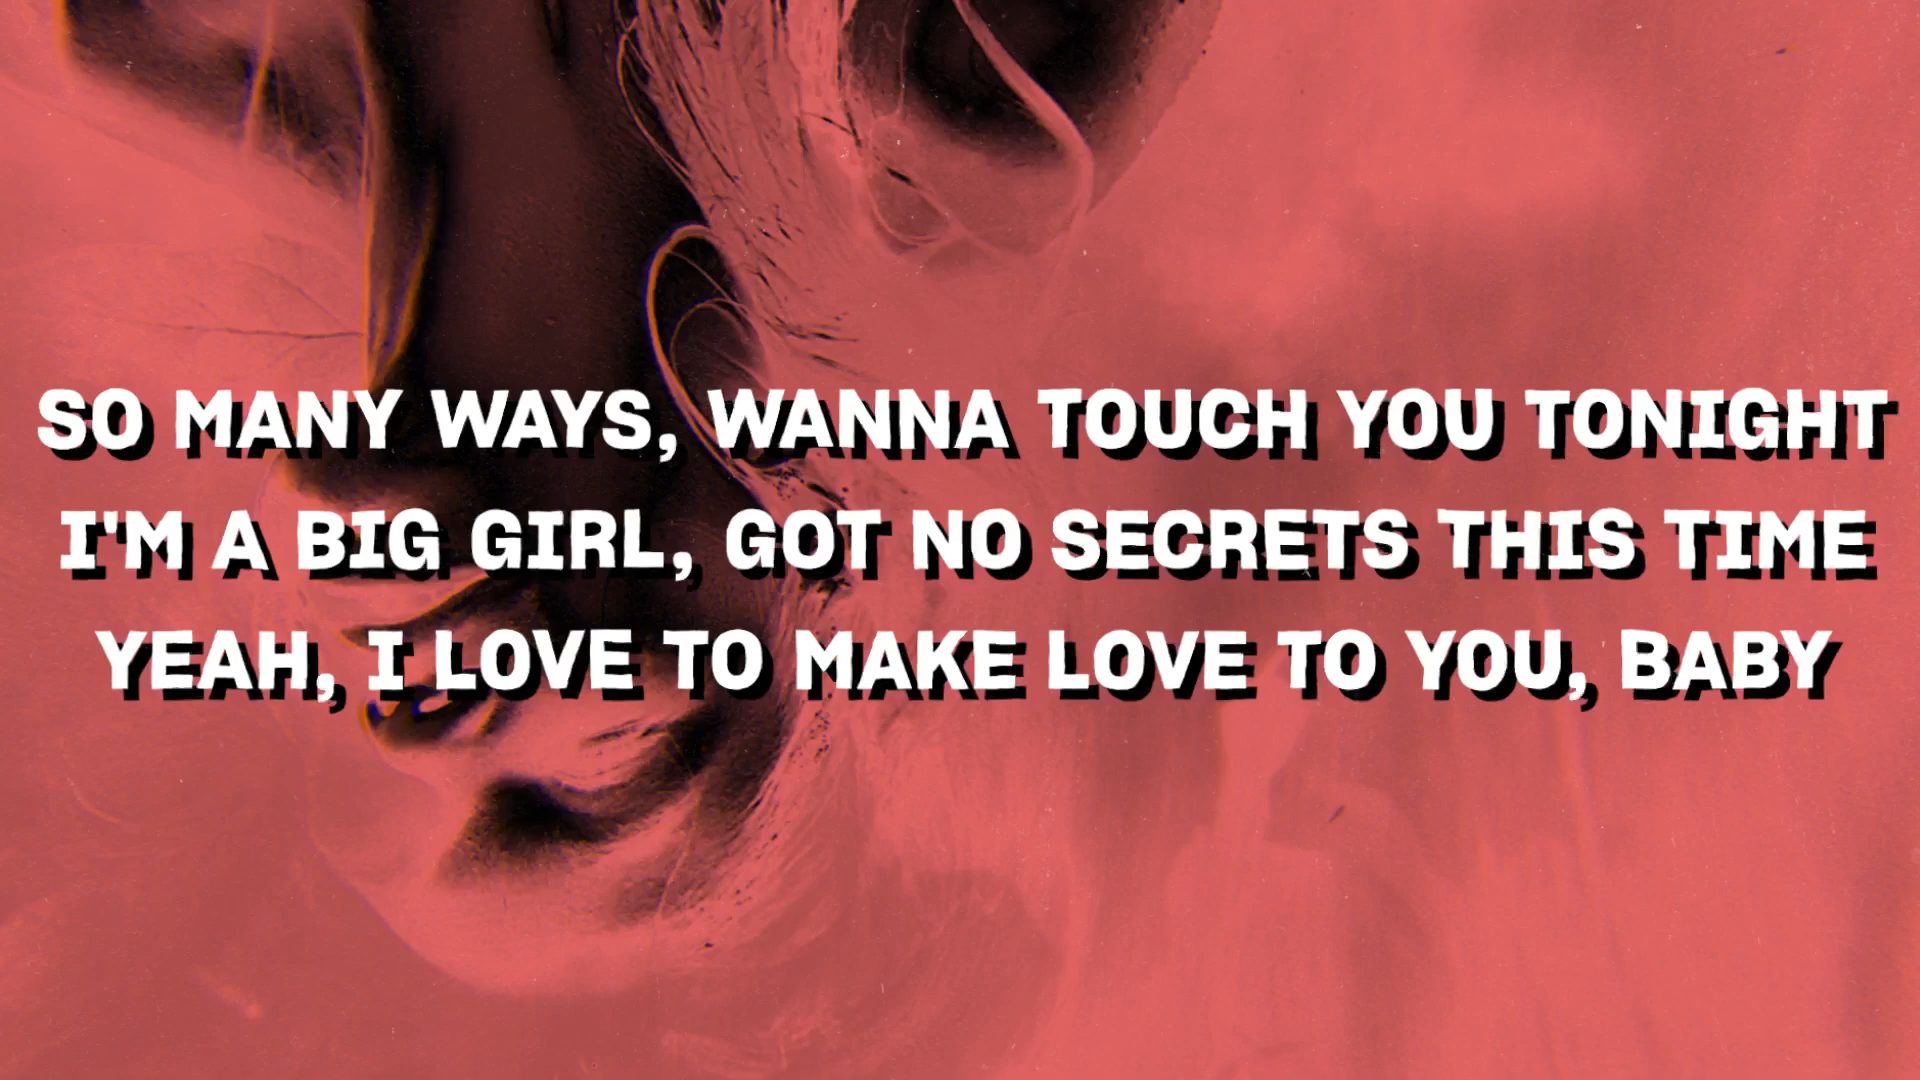 SO MANY WAYS, WANNA TOUCH YOU TONIGHT
I'M A BIG GIRL, GOT NO SECRETS THIS TIME
YEAH, I LOVE TO MAKE LOVE TO YOU, BABY